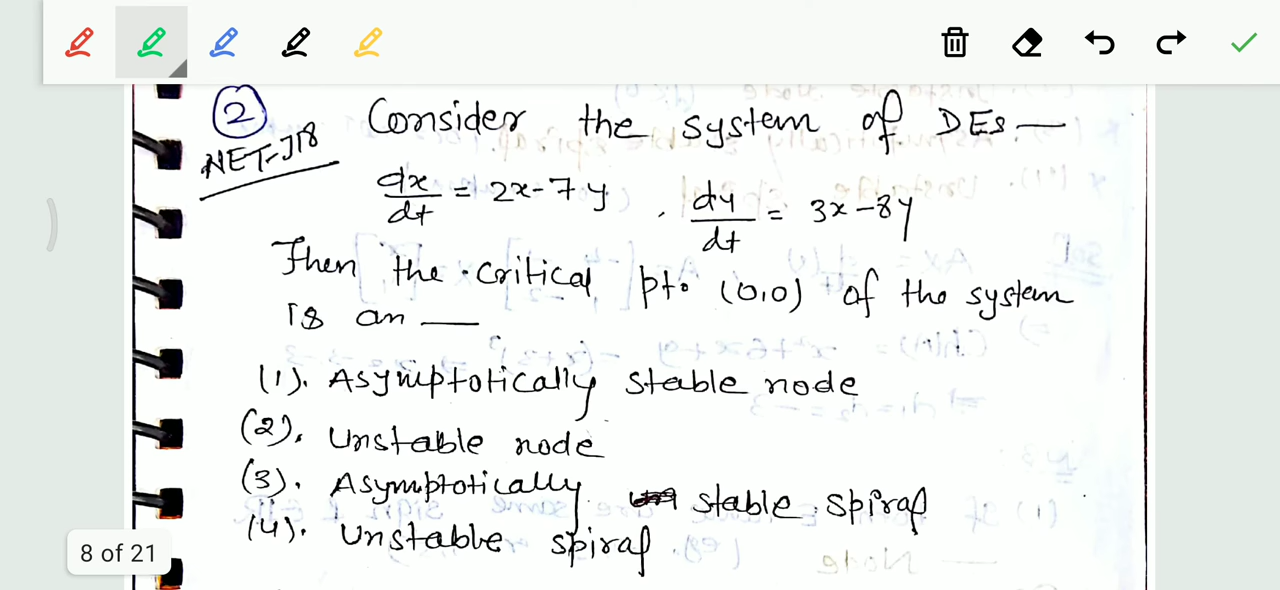 ② Consider the system of DEs —
NET-J18
dx/dt = 2x-7y , dy/dt = 3x-8y
Then the critical pt. (0,0) of the system
is an —
(1). Asymptotically stable node
(2). Unstable node
(3). Asymptotically stable spiral
(4). Unstable spiral
8 of 21